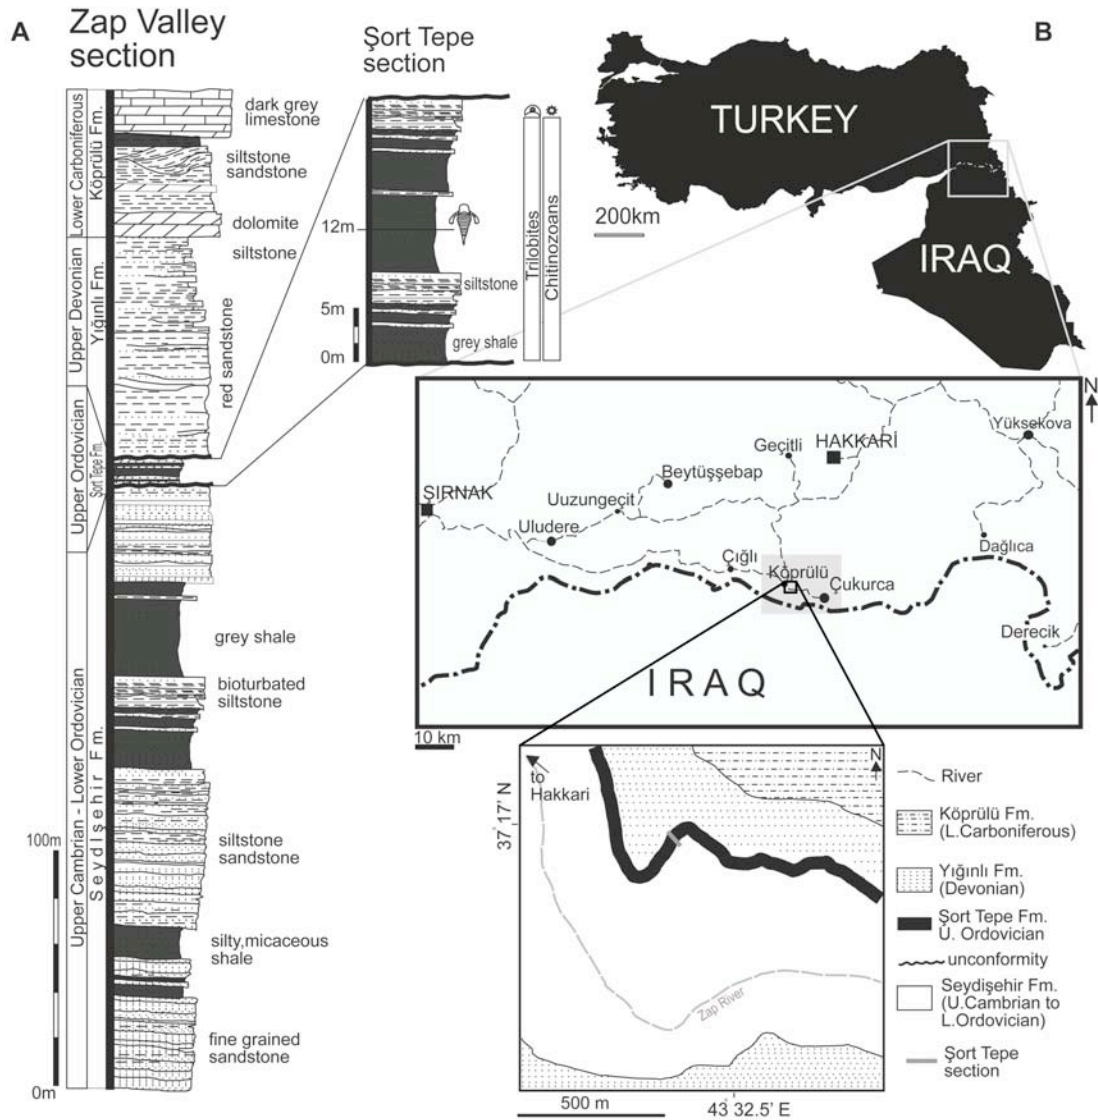 A
Zap Valley
section
Lower Carboniferous
Köprülü Fm.
Upper Devonian
Yığınlı Fm.
Upper Ordovician
Şort Tepe Fm.
Upper Cambrian - Lower Ordovician
Seydişehir Fm.
dark grey
limestone
siltstone
sandstone
dolomite
siltstone
red sandstone
grey shale
bioturbated
siltstone
siltstone
sandstone
silty,micaceous
shale
fine grained
sandstone
100m
0m
Şort Tepe
section
12m
5m
0m
siltstone
grey shale
Trilobites
Chitinozoans
B
TURKEY
200km
IRAQ
N
Yüksekova
Geçitli
HAKKARİ
Beytüşşebap
ŞIRNAK
Uuzungeçit
Uludere
Dağlıca
Çığlı
Köprülü
Çukurca
Derecik
IRAQ
10 km
to
Hakkari
N
37˚17' N
Zap River
500 m
43˚32.5' E
River
Köprülü Fm.
(L.Carboniferous)
Yığınlı Fm.
(Devonian)
Şort Tepe Fm.
U. Ordovician
unconformity
Seydişehir Fm.
(U.Cambrian to
L.Ordovician)
Şort Tepe
section